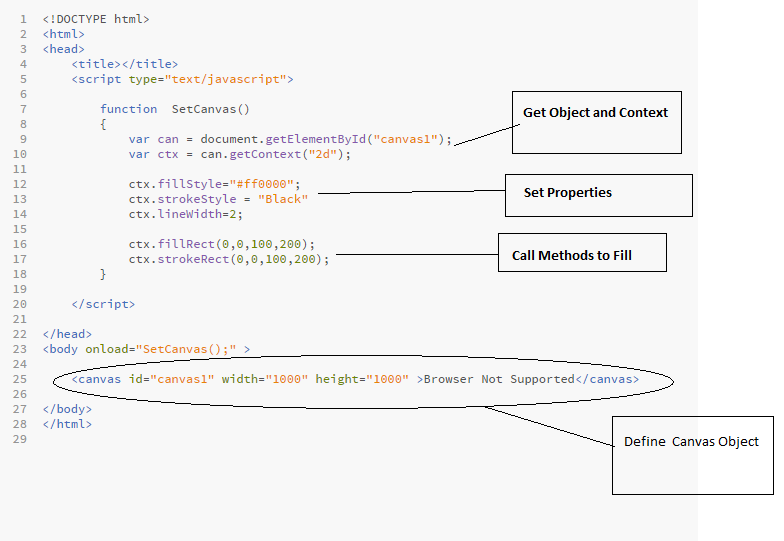 1 <!DOCTYPE html>
2 <html>
3 <head>
4 <title></title>
5 <script type="text/javascript">
6
7 function  SetCanvas()
8 {
9 var can = document.getElementById("canvas1");
10 var ctx = can.getContext("2d");
11
12 ctx.fillStyle="#ff0000";
13 ctx.strokeStyle = "Black"
14 ctx.lineWidth=2;
15
16 ctx.fillRect(0,0,100,200);
17 ctx.strokeRect(0,0,100,200);
18 }
19
20 </script>
21
22 </head>
23 <body onload="SetCanvas();" >
24
25 <canvas id="canvas1" width="1000" height="1000" >Browser Not Supported</canvas>
26
27 </body>
28 </html>
29
Get Object and Context
Set Properties
Call Methods to Fill
Define Canvas Object